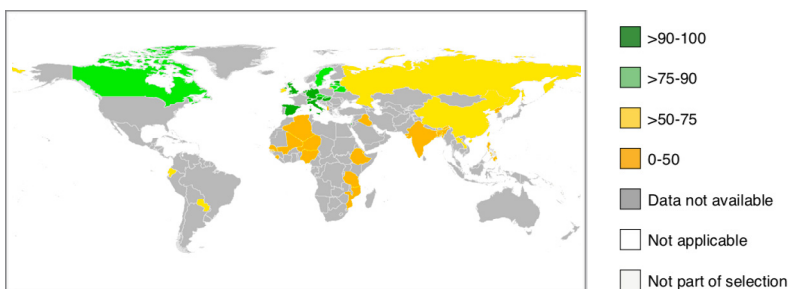 >90-100
>75-90
>50-75
0-50
Data not available
Not applicable
Not part of selection